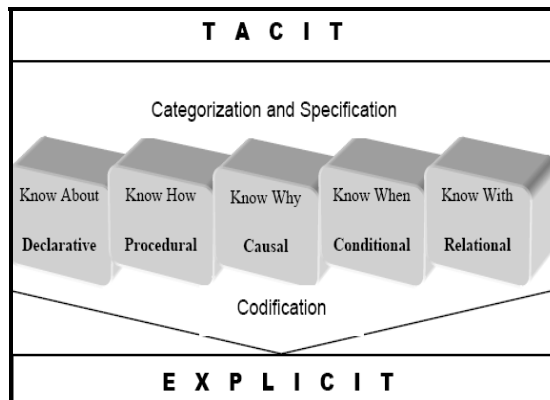 T A C I T
Categorization and Specification
Know About Know How Know Why Know When Know With
Declarative Procedural Causal Conditional Relational
Codification
E X P L I C I T